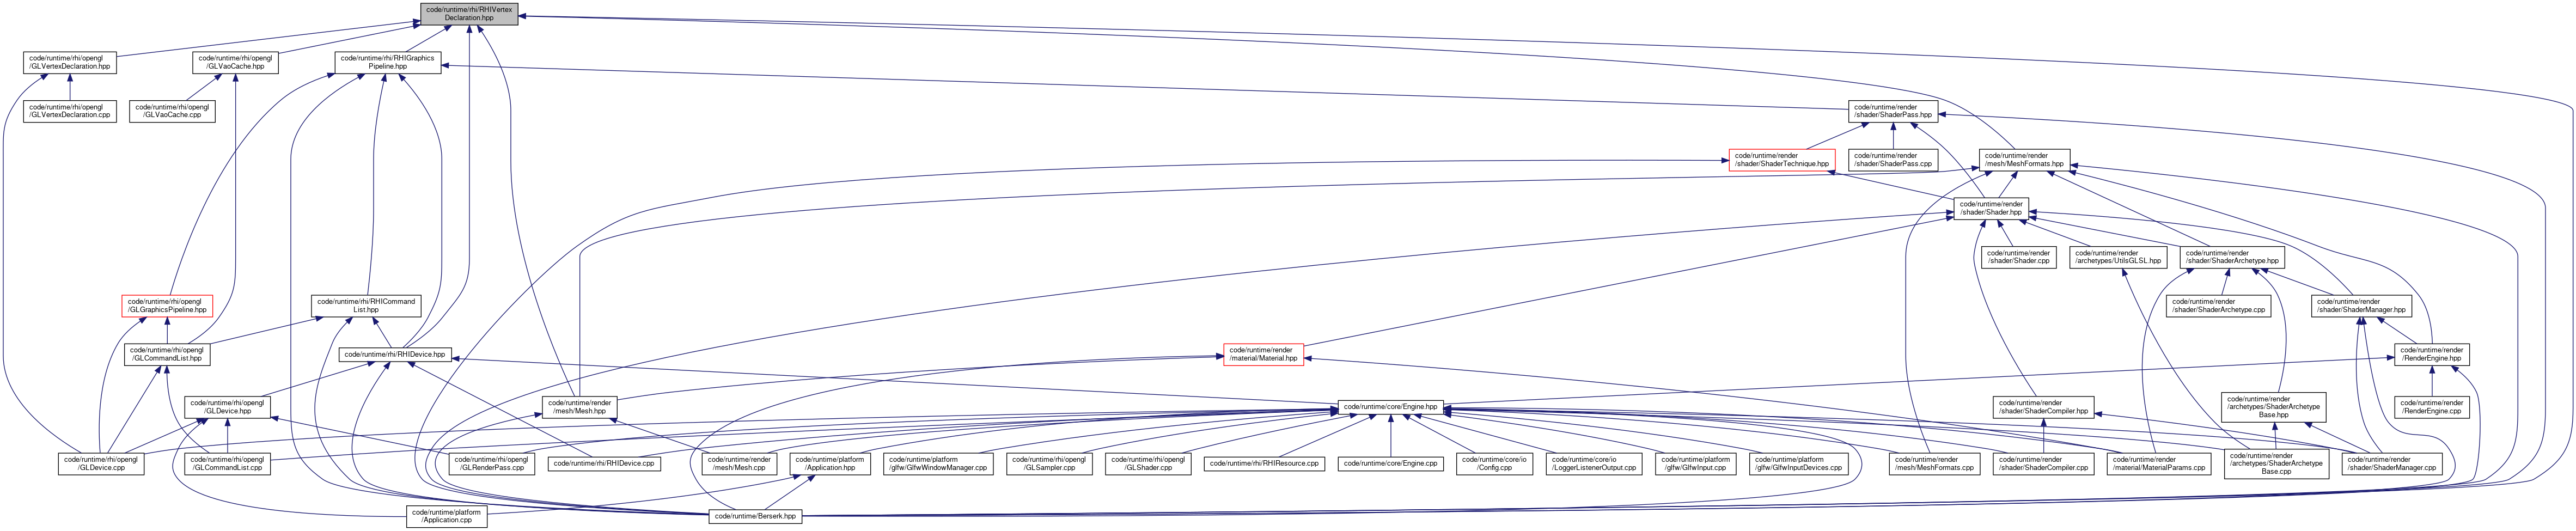 code/runtime/rhi/RHIVertex
Declaration.hpp
code/runtime/rhi/opengl
/GLVertexDeclaration.hpp
code/runtime/rhi/opengl
/GLVaoCache.hpp
code/runtime/rhi/RHIGraphics
Pipeline.hpp
code/runtime/rhi/opengl
/GLVertexDeclaration.cpp
code/runtime/rhi/opengl
/GLVaoCache.cpp
code/runtime/render
/shader/ShaderPass.hpp
code/runtime/render
/shader/ShaderTechnique.hpp
code/runtime/render
/shader/ShaderPass.cpp
code/runtime/render
/mesh/MeshFormats.hpp
code/runtime/render
/shader/Shader.hpp
code/runtime/render
/shader/Shader.cpp
code/runtime/render
/archetypes/UtilsGLSL.hpp
code/runtime/render
/shader/ShaderArchetype.hpp
code/runtime/rhi/opengl
/GLGraphicsPipeline.hpp
code/runtime/rhi/RHICommand
List.hpp
code/runtime/render
/shader/ShaderArchetype.cpp
code/runtime/render
/shader/ShaderManager.hpp
code/runtime/rhi/opengl
/GLCommandList.hpp
code/runtime/rhi/RHIDevice.hpp
code/runtime/render
/material/Material.hpp
code/runtime/render
/RenderEngine.hpp
code/runtime/rhi/opengl
/GLDevice.hpp
code/runtime/render
/mesh/Mesh.hpp
code/runtime/core/Engine.hpp
code/runtime/render
/shader/ShaderCompiler.hpp
code/runtime/render
/archetypes/ShaderArchetype
Base.hpp
code/runtime/render
/RenderEngine.cpp
code/runtime/rhi/opengl
/GLDevice.cpp
code/runtime/rhi/opengl
/GLCommandList.cpp
code/runtime/rhi/opengl
/GLRenderPass.cpp
code/runtime/rhi/RHIDevice.cpp
code/runtime/render
/mesh/Mesh.cpp
code/runtime/platform
/Application.hpp
code/runtime/platform
/glfw/GlfwWindowManager.cpp
code/runtime/rhi/opengl
/GLSampler.cpp
code/runtime/rhi/opengl
/GLShader.cpp
code/runtime/rhi/RHIResource.cpp
code/runtime/core/Engine.cpp
code/runtime/core/io
/Config.cpp
code/runtime/core/io
/LoggerListenerOutput.cpp
code/runtime/platform
/glfw/GlfwInput.cpp
code/runtime/platform
/glfw/GlfwInputDevices.cpp
code/runtime/render
/mesh/MeshFormats.cpp
code/runtime/render
/shader/ShaderCompiler.cpp
code/runtime/render
/material/MaterialParams.cpp
code/runtime/render
/archetypes/ShaderArchetype
Base.cpp
code/runtime/render
/shader/ShaderManager.cpp
code/runtime/platform
/Application.cpp
code/runtime/Berserk.hpp